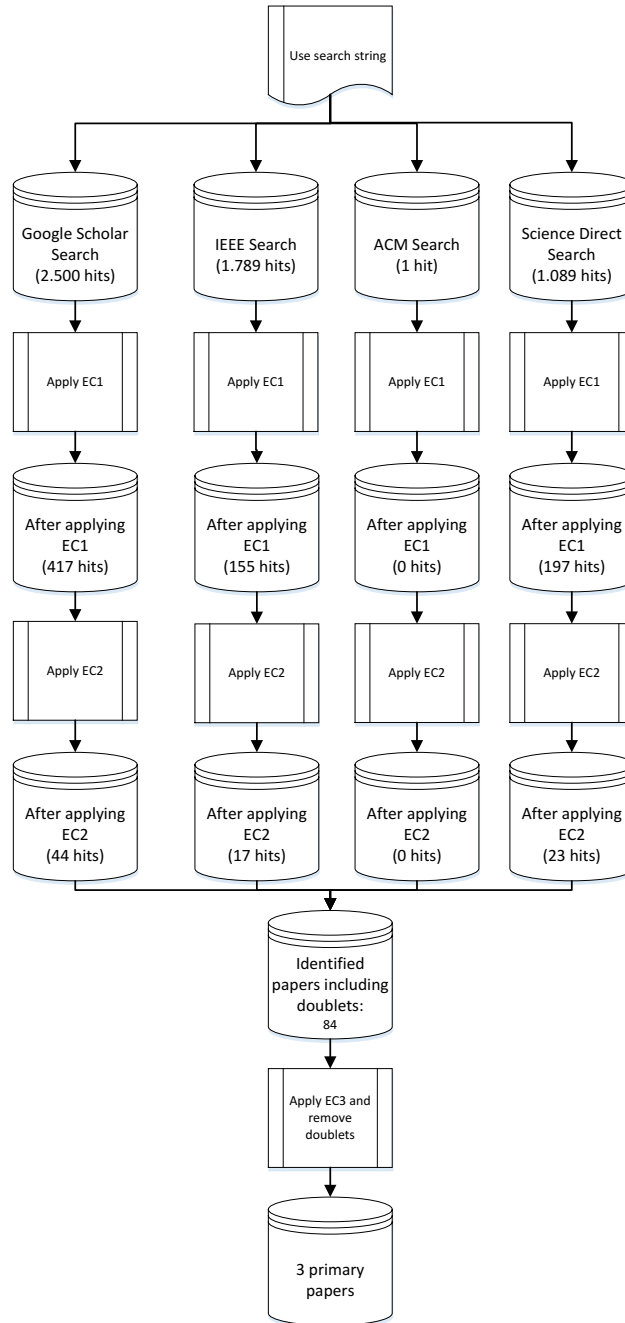 Use search string
Google Scholar
Search
(2.500 hits)
IEEE Search
(1.789 hits)
ACM Search
(1 hit)
Science Direct
Search
(1.089 hits)
Apply EC1
Apply EC1
Apply EC1
Apply EC1
After applying
EC1
(417 hits)
After applying
EC1
(155 hits)
After applying
EC1
(0 hits)
After applying
EC1
(197 hits)
Apply EC2
Apply EC2
Apply EC2
Apply EC2
After applying
EC2
(44 hits)
After applying
EC2
(17 hits)
After applying
EC2
(0 hits)
After applying
EC2
(23 hits)
Identified
papers including
doublets:
84
Apply EC3 and
remove
doublets
3 primary
papers